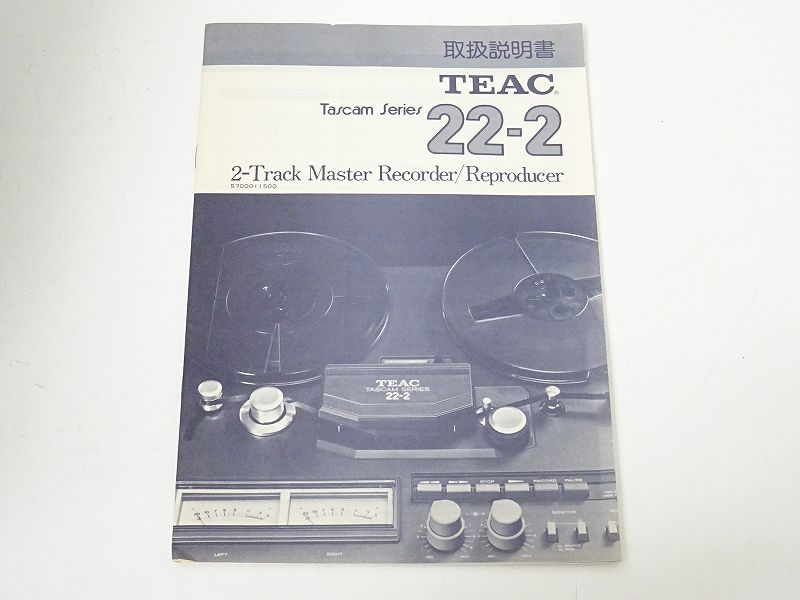 取扱説明書
TEAC®
Tascam Series 22-2
2-Track Master Recorder/Reproducer
5700011500
TEAC
TASCAM SERIES
22-2
STOP RECORD PAUSE
MONITOR
LEFT RIGHT